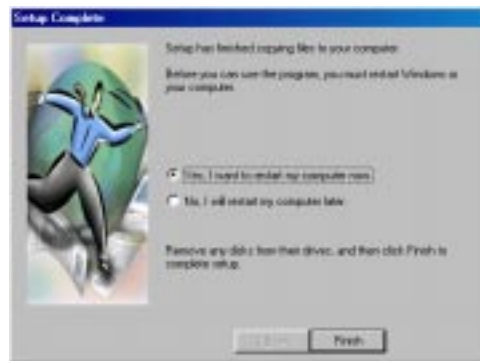 Setup Complete
Setup has finished copying files to your computer.
Before you can use the program, you must restart Windows or
your computer.
Yes, I want to restart my computer now.
No, I will restart my computer later.
Remove any disks from their drives, and then click Finish to
complete setup.
Finish